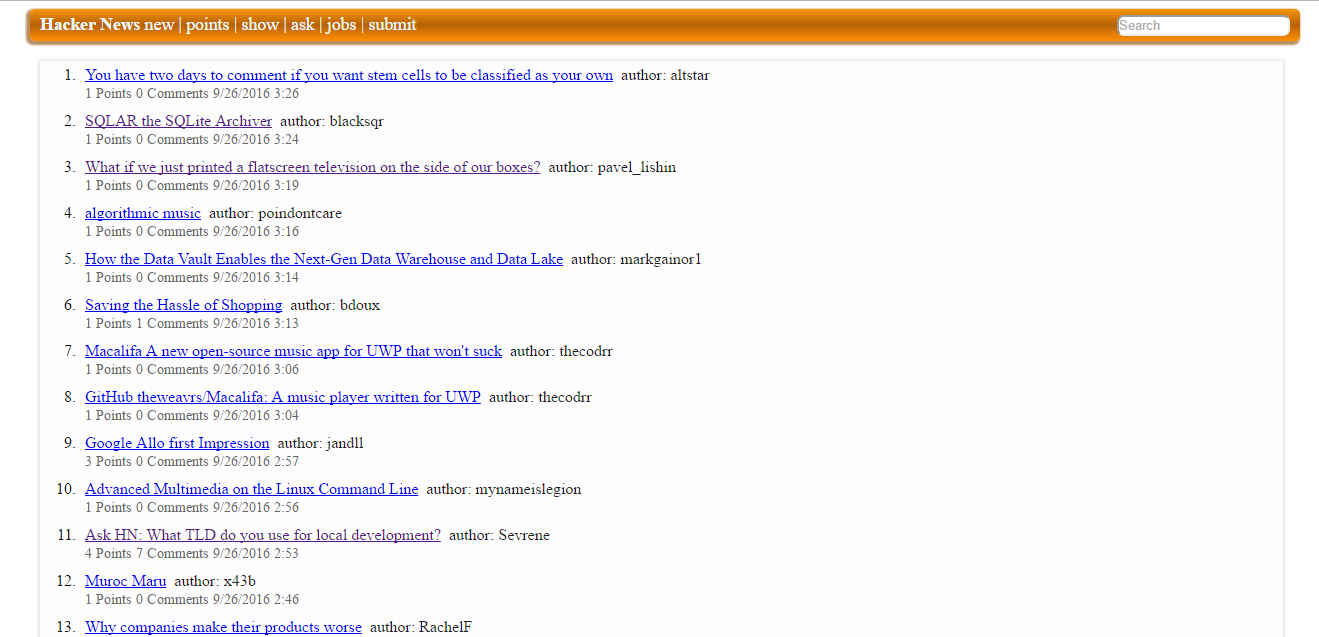 Hacker News new | points | show | ask | jobs | submit Search
1. You have two days to comment if you want stem cells to be classified as your own author: altstar
1 Points 0 Comments 9/26/2016 3:26
2. SQLAR the SQLite Archiver author: blacksqr
1 Points 0 Comments 9/26/2016 3:24
3. What if we just printed a flatscreen television on the side of our boxes? author: pavel_lishin
1 Points 0 Comments 9/26/2016 3:19
4. algorithmic music author: poindontcare
1 Points 0 Comments 9/26/2016 3:16
5. How the Data Vault Enables the Next-Gen Data Warehouse and Data Lake author: markgainor1
1 Points 0 Comments 9/26/2016 3:14
6. Saving the Hassle of Shopping author: bdoux
1 Points 1 Comments 9/26/2016 3:13
7. Macalifa A new open-source music app for UWP that won't suck author: thecodrr
1 Points 0 Comments 9/26/2016 3:06
8. GitHub theweavrs/Macalifa: A music player written for UWP author: thecodrr
1 Points 0 Comments 9/26/2016 3:04
9. Google Allo first Impression author: jandll
3 Points 0 Comments 9/26/2016 2:57
10. Advanced Multimedia on the Linux Command Line author: mynameislegion
1 Points 0 Comments 9/26/2016 2:56
11. Ask HN: What TLD do you use for local development? author: Sevrene
4 Points 7 Comments 9/26/2016 2:53
12. Muroc Maru author: x43b
1 Points 0 Comments 9/26/2016 2:46
13. Why companies make their products worse author: RachelF